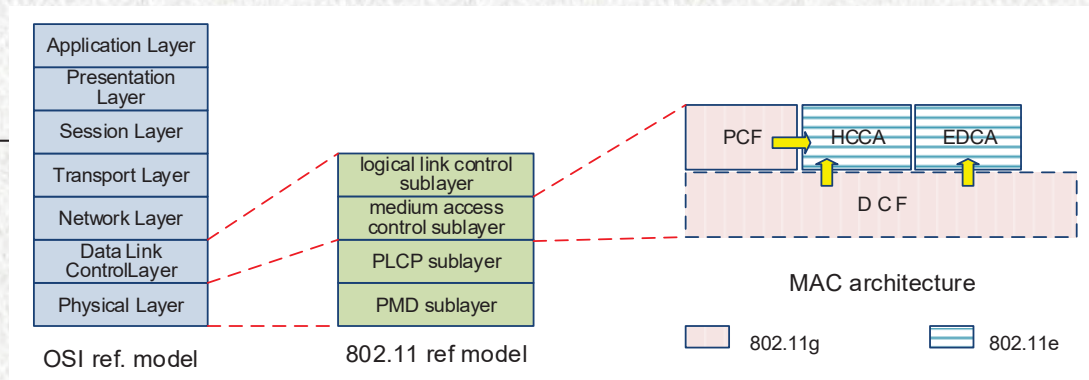 Application Layer
Presentation
Layer
Session Layer
Transport Layer
Network Layer
Data Link
ControlLayer
Physical Layer
OSI ref. model
logical link control
sublayer
medium access
control sublayer
PLCP sublayer
PMD sublayer
802.11 ref model
PCF
HCCA
EDCA
D C F
MAC architecture
802.11g
802.11e